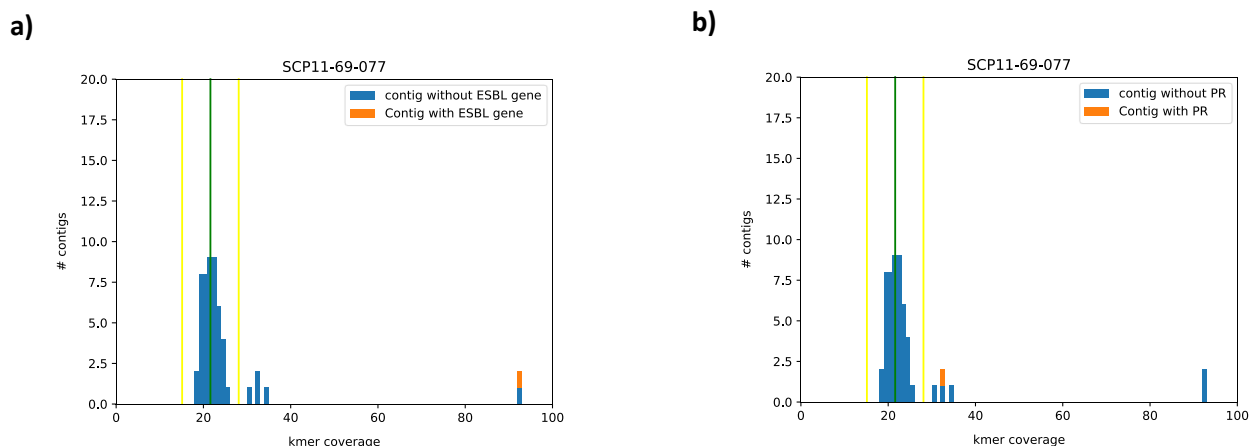 a)
SCP11-69-077
20.0
17.5
15.0
12.5
10.0
7.5
5.0
2.5
0.0
# contigs
contig without ESBL gene
Contig with ESBL gene
0 20 40 60 80 100
kmer coverage
b)
SCP11-69-077
20.0
17.5
15.0
12.5
10.0
7.5
5.0
2.5
0.0
# contigs
contig without PR
Contig with PR
0 20 40 60 80 100
kmer coverage